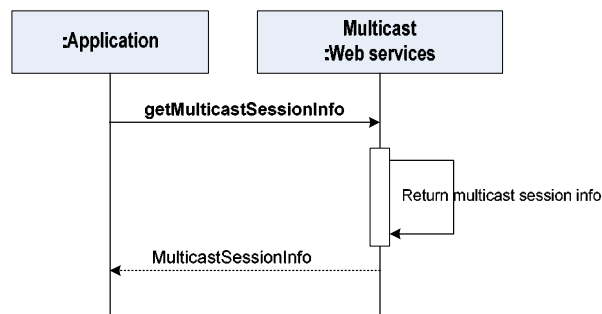 :Application
Multicast
:Web services
getMulticastSessionInfo
Return multicast session info
MulticastSessionInfo